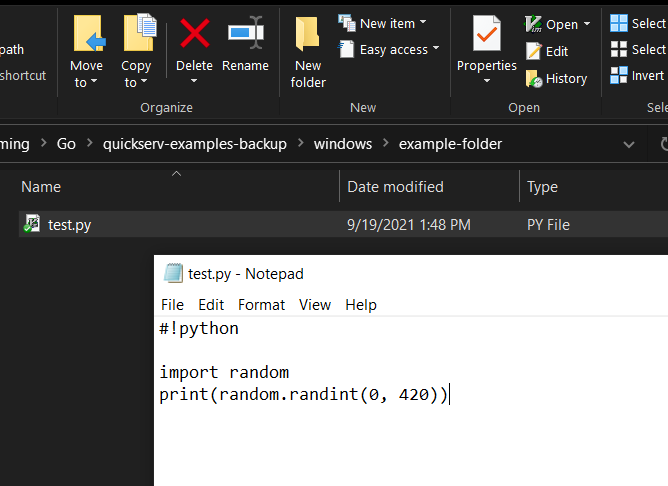 path
shortcut
Move to
Copy to
Delete
Rename
New folder
New item
Easy access
Properties
Open
Edit
History
Select
Select
Invert
Organize
New
Open
Sele
ming > Go > quickserv-examples-backup > windows > example-folder
Name Date modified Type
test.py 9/19/2021 1:48 PM PY File
test.py - Notepad
File Edit Format View Help
#!python
import random
print(random.randint(0, 420))